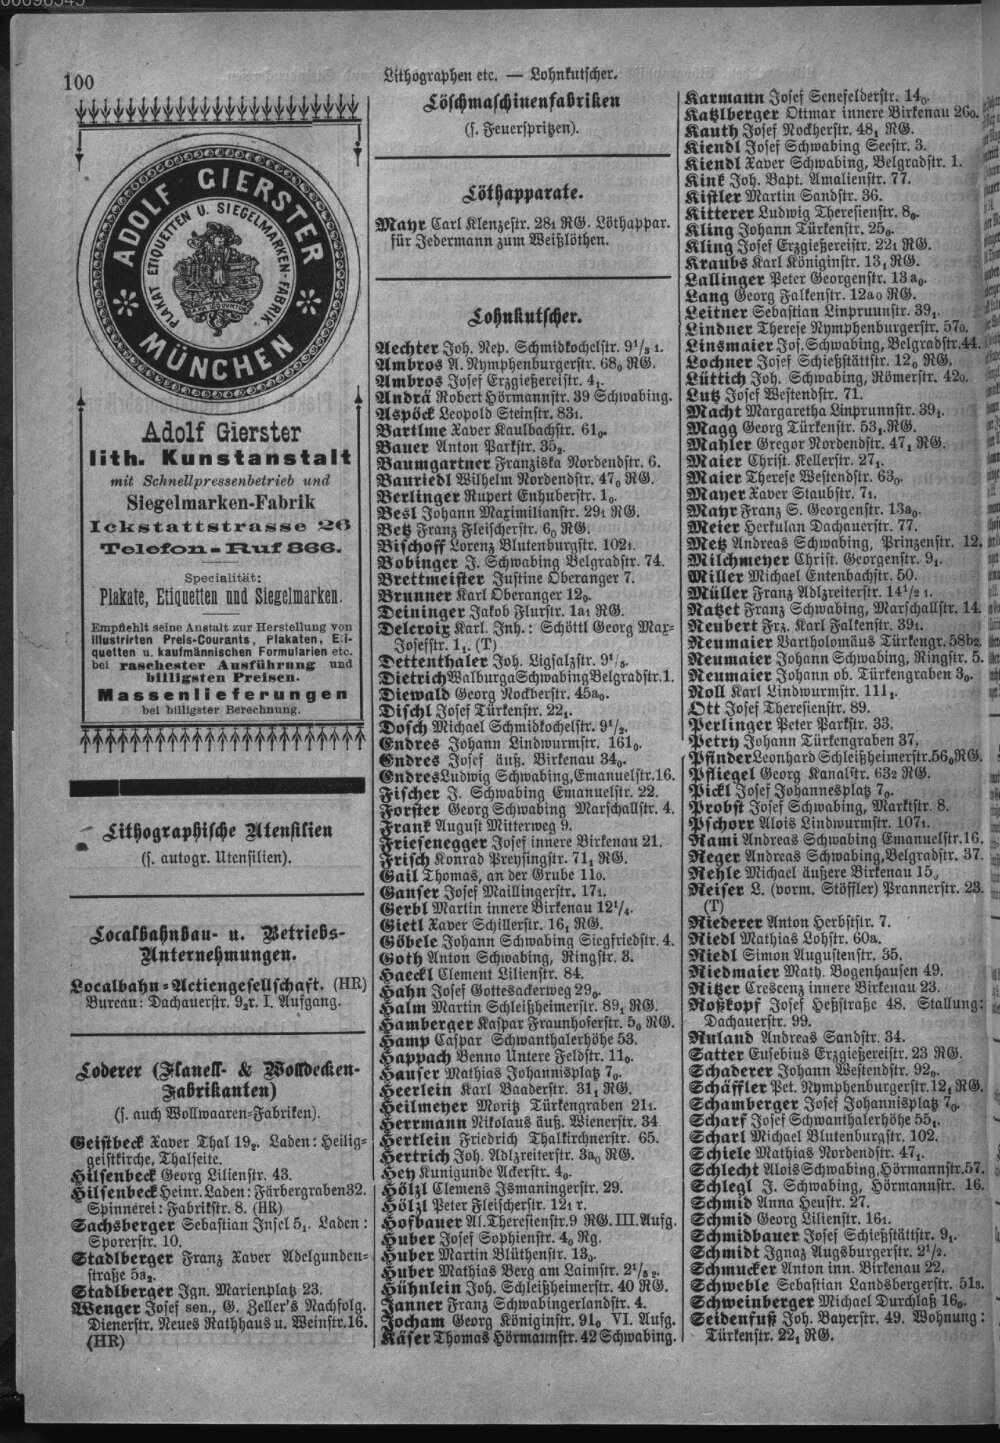 100
Lithographen etc. — Lohnkutscher.
ADOLF GIERSTER
PLAKAT ETIQUETTEN U. SIEGELMARKEN-FABRIK
MÜNCHEN
Adolf Gierster
lith. Kunstanstalt
mit Schnellpressenbetrieb und
Siegelmarken-Fabrik
Ickstattstrasse 26
Telefon-Ruf 866.
Specialität:
Plakate, Etiquetten und Siegelmarken.
Empfiehlt seine Anstalt zur Herstellung von
illustrirten Preis-Courants, Plakaten, Eti-
quetten u. kaufmännischen Formularien etc.
bei raschester Ausführung und
billigsten Preisen.
Massenlieferungen
bei billigster Berechnung.
Lithographische Utensilien
(s. autogr. Utensilien).
Localbahnbau- u. Betriebs-
Unternehmungen.
Localbahn-Actiengesellschaft. (HR)
Bureau: Dachauerstr. 9₂r. I. Aufgang.
Loderer (Flanell- & Wolldecken-
Fabrikanten)
(s. auch Wollwaaren-Fabriken).
Geistbeck Xaver Thal 19₂. Laden: Heilig-
geistkirche, Thalseite.
Hilsenbeck Georg Lilienstr. 43.
Hilsenbeck Heinr. Laden: Färbergraben 32.
Spinnerei: Fabrikstr. 8. (HR)
Sachsberger Sebastian Insel 5₁. Laden:
Sporerstr. 10.
Stadlberger Franz Xaver Adelgunden-
straße 5a₂.
Stadlberger Ign. Marienplatz 23.
Wenger Josef sen., G. Zeller's Nachfolg.
Dienerstr. Neues Rathhaus u. Weinstr. 16.
(HR)
Löschmaschinenfabriken
(s. Feuerspritzen).
Löthapparate.
Mayr Carl Klenzestr. 28₁ RG. Löthappar.
für Jedermann zum Weißlöthen.
Lohnkutscher.
Aechter Joh. Nep. Schmidkochelstr. 9¹/₃ ₁.
Ambros A. Nymphenburgerstr. 68₀ RG.
Ambros Josef Erzgießereistr. 4₁.
Andrä Robert Hörmannstr. 39 Schwabing.
Aspöck Leopold Steinstr. 83₁.
Bartlme Xaver Kaulbachstr. 61₀.
Bauer Anton Parkstr. 35₂.
Baumgartner Franziska Nordendstr. 6.
Bauriedl Wilhelm Nordendstr. 47₀ RG.
Berlinger Rupert Enhuberstr. 1₀.
Besl Johann Maximilianstr. 29₁ RG.
Betz Franz Fleischerstr. 6₀ RG.
Bischoff Lorenz Blutenburgstr. 102₁.
Bobinger J. Schwabing Belgradstr. 74.
Brettmeister Justine Oberanger 7.
Brunner Karl Oberanger 12₀.
Deininger Jakob Flurstr. 1a₁ RG.
Delcroix Karl. Inh.: Schöttl Georg Max-
Josefstr. 1₁. (T)
Dettenthaler Joh. Ligsalzstr. 9¹/₅.
Dietrich Walburga Schwabing Belgradstr. 1.
Diewald Georg Nockherstr. 45a₀.
Dischl Josef Türkenstr. 22₁.
Dosch Michael Schmidkochelstr. 9¹/₂.
Endres Johann Lindwurmstr. 161₀.
Endres Josef äuß. Birkenau 34₀.
Endres Ludwig Schwabing, Emanuelstr. 16.
Fischer J. Schwabing Emanuelstr. 22.
Forster Georg Schwabing Marschallstr. 4.
Frank August Mitterweg 9.
Friesenegger Josef innere Birkenau 21.
Frisch Konrad Preysingstr. 71₁ RG.
Gail Thomas, an der Grube 11₀.
Ganser Josef Maillingerstr. 17₁.
Gerbl Martin innere Birkenau 12¹/₄.
Gietl Xaver Schillerstr. 16₁ RG.
Göbele Johann Schwabing Siegfriedstr. 4.
Goth Anton Schwabing, Ringstr. 3.
Haeckl Clement Lilienstr. 84.
Hahn Josef Gottesackerweg 29₀.
Halm Martin Schleißheimerstr. 89₁ RG.
Hamberger Kaspar Fraunhoferstr. 5₀ RG.
Hamp Caspar Schwanthalerhöhe 53.
Happach Benno Untere Feldstr. 11₀.
Hauser Mathias Johannisplatz 7₀.
Heerlein Karl Baaderstr. 31₁ RG.
Heilmeyer Moritz Türkengraben 21₁.
Herrmann Nikolaus äuß. Wienerstr. 34
Hertlein Friedrich Thalkirchnerstr. 65.
Hertrich Joh. Adlzreiterstr. 3a₀ RG.
Hey Kunigunde Ackerstr. 4₀.
Hölzl Clemens Ismaningerstr. 29.
Hölzl Peter Fleischerstr. 12₁ r.
Hofbauer Al. Theresienstr. 9 RG. III. Aufg.
Huber Josef Sophienstr. 4₀ Rg.
Huber Martin Blüthenstr. 13₀.
Huber Mathias Berg am Laimstr. 2¹/₅ ₂.
Hühnlein Joh. Schleißheimerstr. 40 RG.
Janner Franz Schwabingerlandstr. 4.
Jocham Georg Königinstr. 91₀ VI. Aufg.
Käser Thomas Hörmannstr. 42 Schwabing.
Karmann Josef Senefelderstr. 14₀.
Katzlberger Ottmar innere Birkenau 26₀.
Kauth Josef Nockherstr. 48₁ RG.
Kiendl Josef Schwabing Seestr. 3.
Kiendl Xaver Schwabing, Belgradstr. 1.
Kink Joh. Bapt. Amalienstr. 77.
Kistler Martin Sandstr. 36.
Kitterer Ludwig Theresienstr. 8₀.
Kling Johann Türkenstr. 25₀.
Kling Josef Erzgießereistr. 22₁ RG.
Kraubs Karl Königinstr. 13₁ RG.
Lallinger Peter Georgenstr. 13a₀.
Lang Georg Falkenstr. 12a₀ RG.
Leitner Sebastian Linprunnstr. 39₁.
Lindner Therese Nymphenburgerstr. 57₀.
Linsmaier Jos. Schwabing, Belgradstr. 44.
Lochner Josef Schießstättstr. 12₀ RG.
Lüttich Joh. Schwabing, Römerstr. 42₀.
Lutz Josef Westendstr. 71.
Macht Margaretha Linprunnstr. 39₁.
Magg Georg Türkenstr. 53₁ RG.
Mahler Gregor Nordendstr. 47₁ RG.
Maier Christ. Kellerstr. 27₁.
Maier Therese Westendstr. 63₀.
Mayer Xaver Staubstr. 7₁.
Mayr Franz S. Georgenstr. 13a₀.
Meier Herkulan Dachauerstr. 77.
Metz Andreas Schwabing, Prinzenstr. 12.
Milchmeyer Christ. Georgenstr. 9₁.
Miller Michael Entenbachstr. 50.
Müller Franz Adlzreiterstr. 14¹/₂ ₁.
Natzet Franz Schwabing, Marschallstr. 14.
Neubert Frz. Karl Falkenstr. 39₁.
Neumaier Bartholomäus Türkengr. 58b₂.
Neumaier Johann Schwabing, Ringstr. 5.
Neumaier Johann ob. Türkengraben 3₀.
Noll Karl Lindwurmstr. 111₁.
Ott Josef Theresienstr. 89.
Perlinger Peter Parkstr. 33.
Petry Johann Türkengraben 37.
Pfinder Leonhard Schleißheimerstr. 56₀ RG.
Pfliegel Georg Kanalstr. 63₂ RG.
Pickl Josef Johannesplatz 7₀.
Probst Josef Schwabing, Marktstr. 8.
Pschorr Alois Lindwurmstr. 107₁.
Rami Andreas Schwabing Emanuelstr. 16.
Reger Andreas Schwabing, Belgradstr. 37.
Rehle Michael äußere Birkenau 15₀
Reiser L. (vorm. Stöffler) Prannerstr. 23.
(T)
Riederer Anton Herbststr. 7.
Riedl Mathias Lohstr. 60a.
Riedl Simon Augustenstr. 35.
Riedmaier Math. Bogenhausen 49.
Ritzer Crescenz innere Birkenau 23.
Roßkopf Josef Heßstraße 48. Stallung:
Dachauerstr. 99.
Ruland Andreas Sandstr. 34.
Satter Eusebius Erzgießereistr. 23 RG.
Schaderer Johann Westendstr. 92₀.
Schäffler Pet. Nymphenburgerstr. 12₁ RG.
Schamberger Josef Johannisplatz 7₀.
Scharf Josef Schwanthalerhöhe 55₁.
Scharl Michael Blutenburgstr. 102.
Schiele Mathias Nordendstr. 47₁.
Schlecht Alois Schwabing, Hörmannstr. 57.
Schlegl J. Schwabing, Hörmannstr. 16.
Schmid Anna Heustr. 27.
Schmid Georg Lilienstr. 16₁.
Schmidbauer Josef Schießstättstr. 9₁.
Schmidt Ignaz Augsburgerstr. 2¹/₂.
Schmucker Anton inn. Birkenau 22.
Schweble Sebastian Landsbergerstr. 51₃.
Schweinberger Michael Durchlaß 16₀.
Seidenfuß Joh. Bayerstr. 49. Wohnung:
Türkenstr. 22₁ RG.